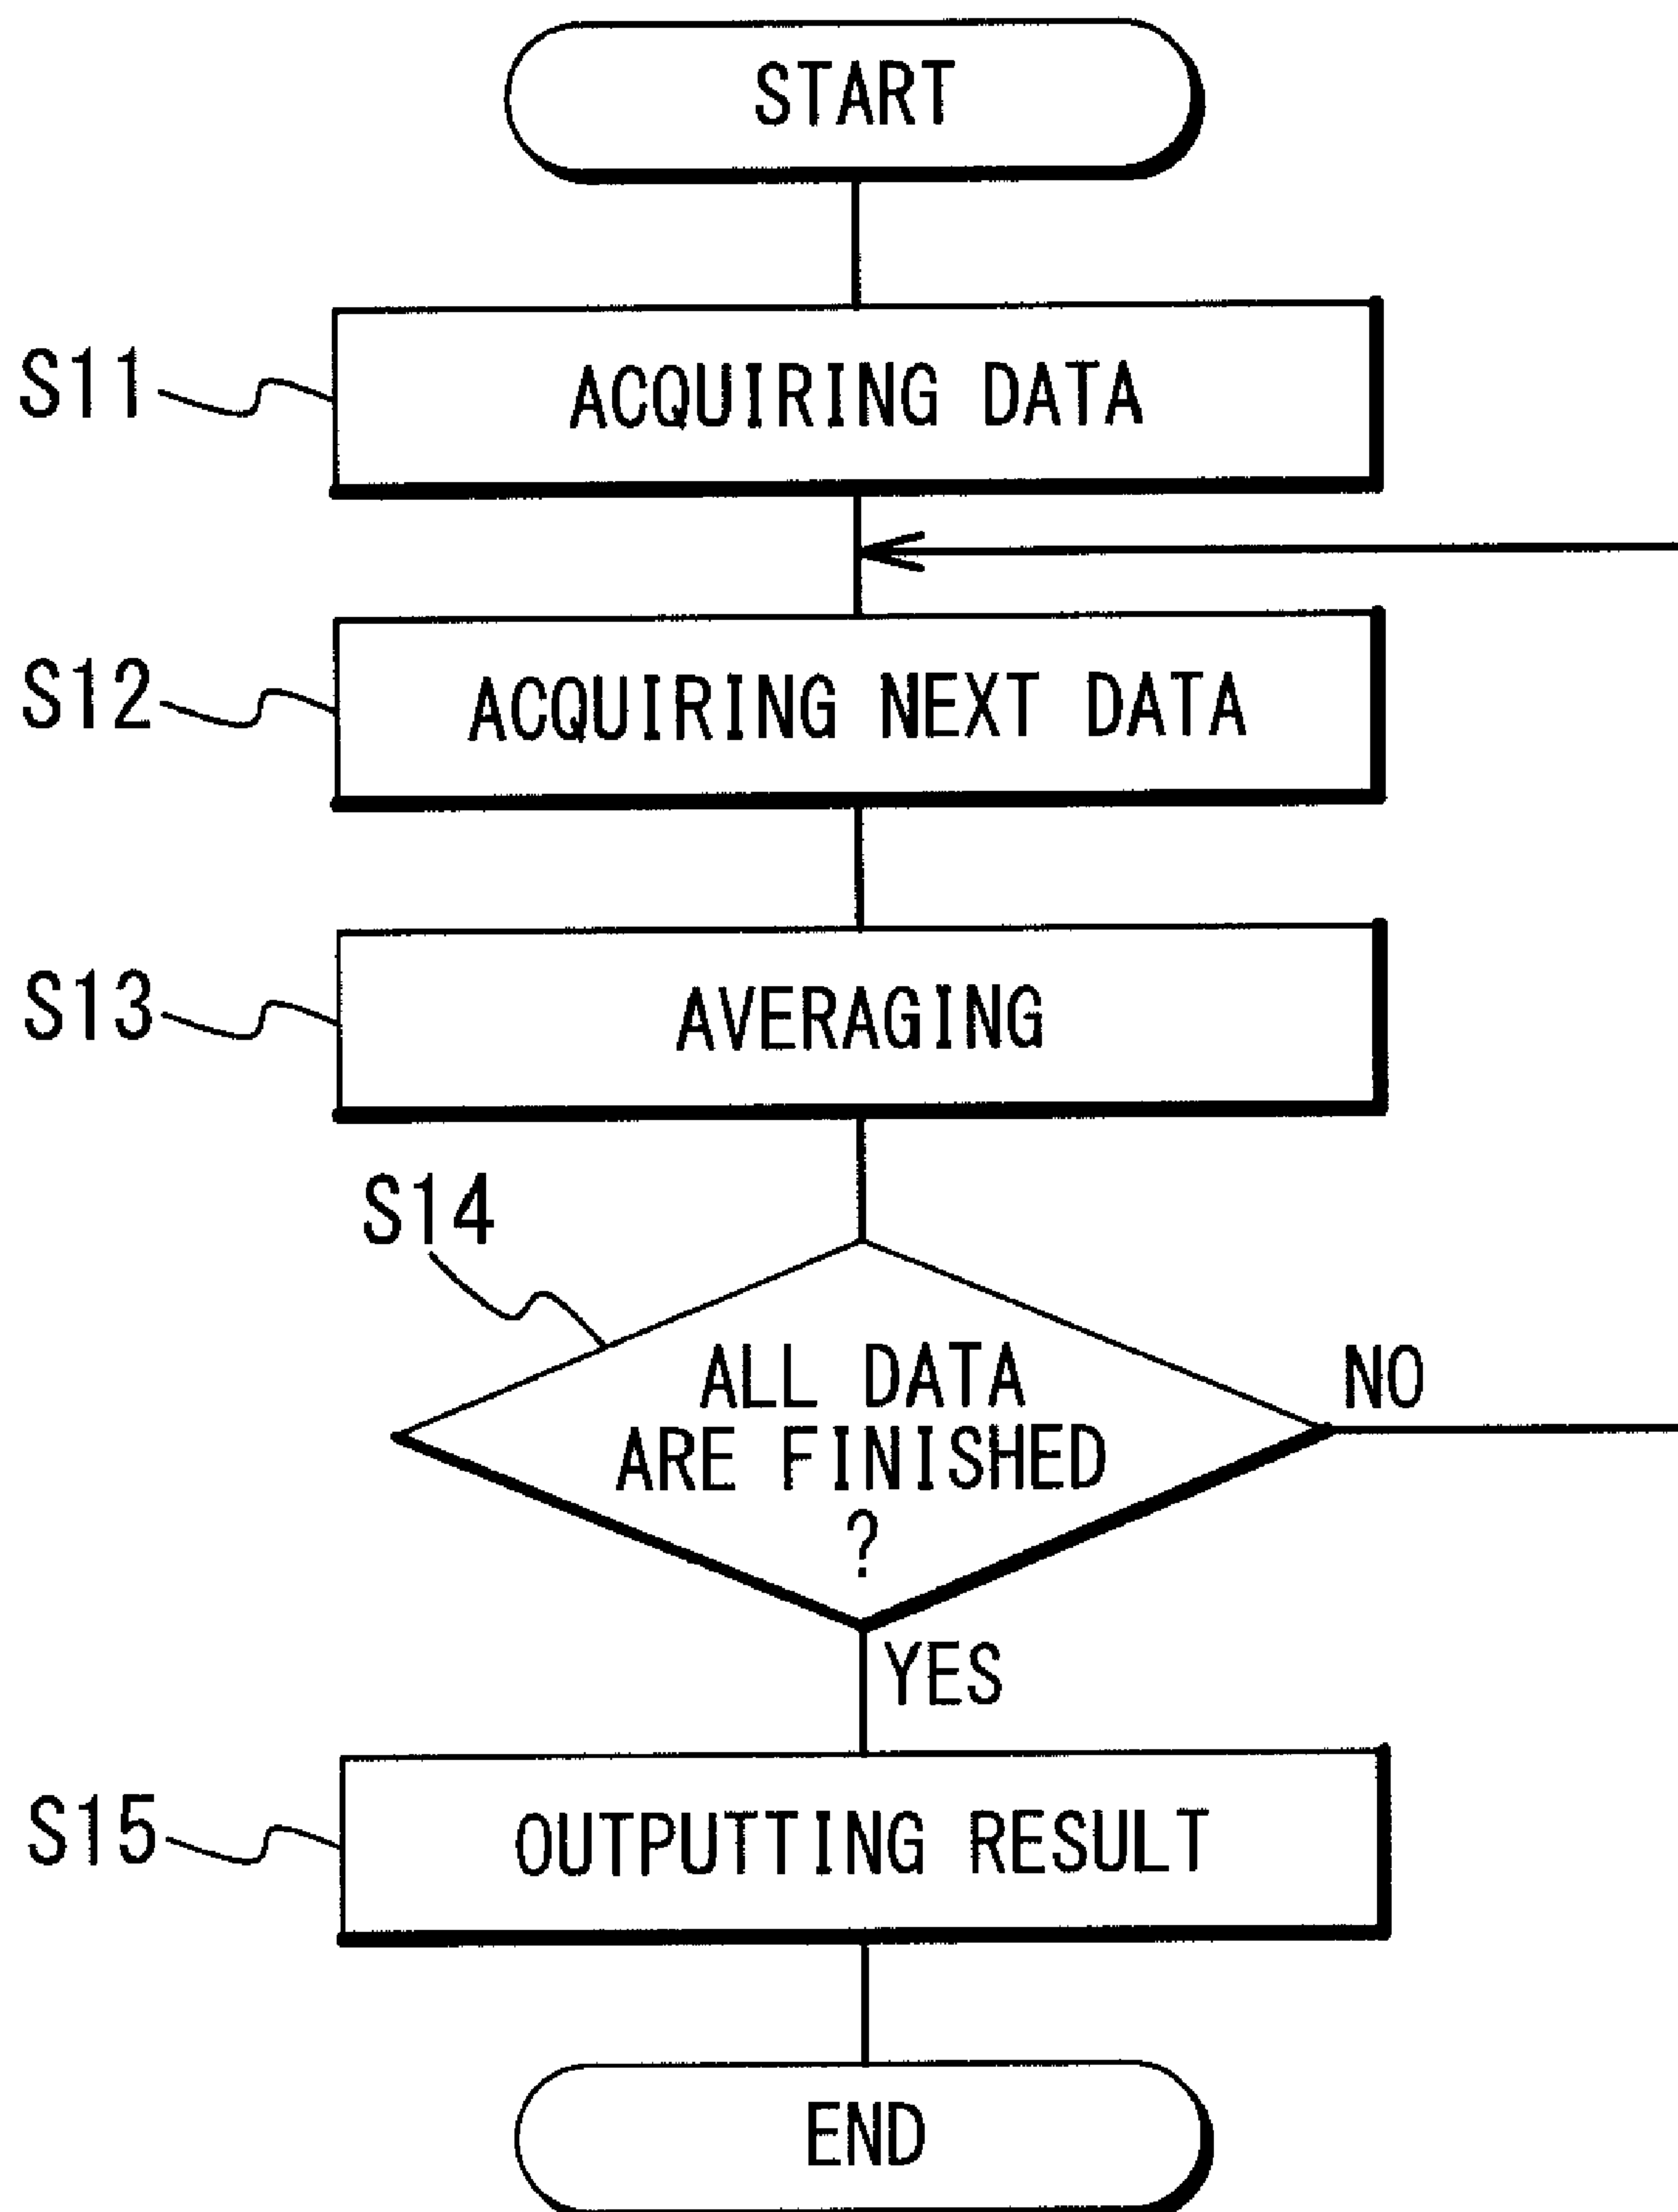 START
S11
ACQUIRING DATA
S12
ACQUIRING NEXT DATA
S13
AVERAGING
S14
ALL DATA
ARE FINISHED
?
NO
YES
S15
OUTPUTTING RESULT
END